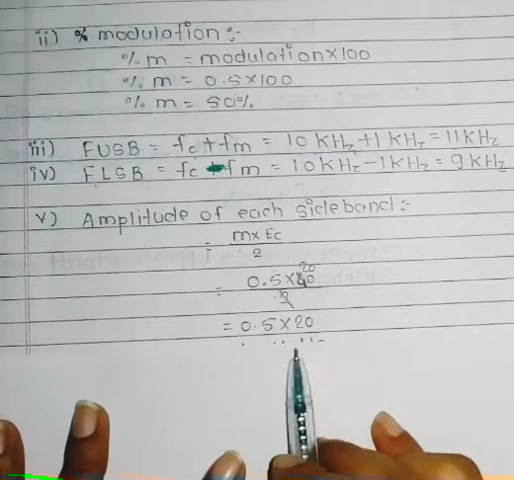 ii) % modulation :-
% m = modulation×100
% m = 0.5×100
% m = 50%
iii) FUSB = fc + fm = 10 KHz + 1 KHz = 11 KHz
iv) FLSB = fc - fm = 10 KHz - 1 KHz = 9 KHz
v) Amplitude of each sideband :-
= m× Ec
2
20
= 0.5×40
2
= 0.5 × 20